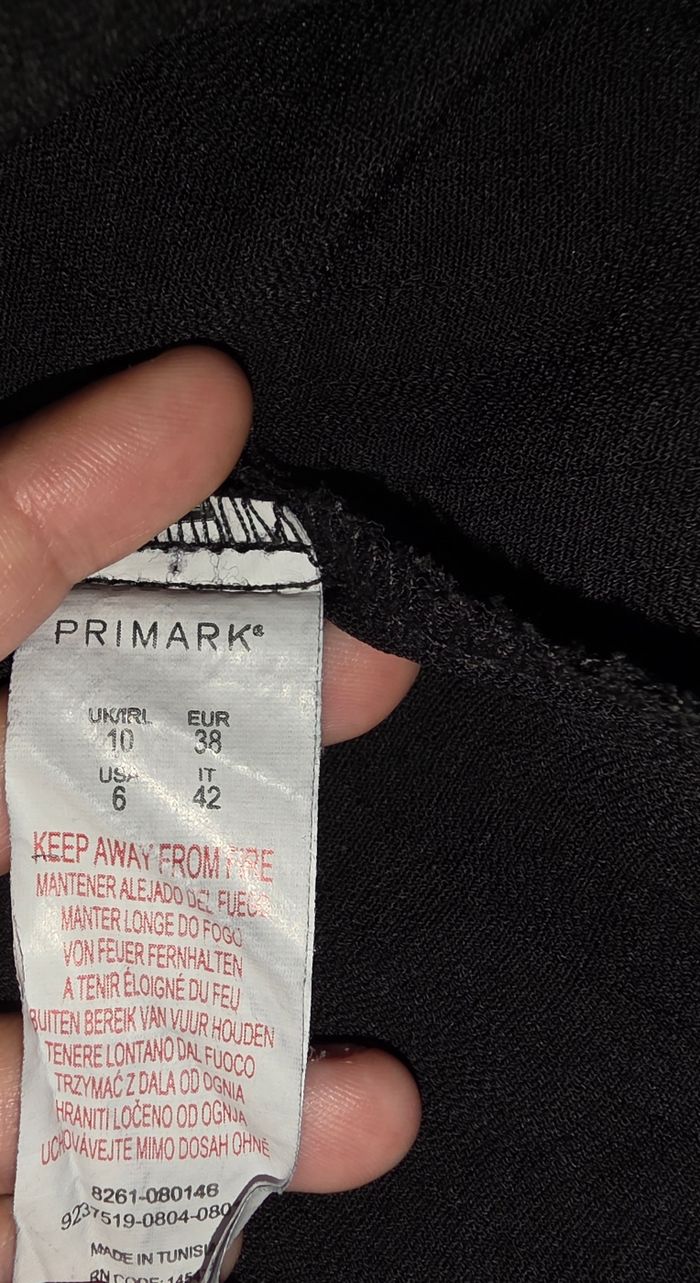 PRIMARK®
UK/IRL EUR
10 38
USA IT
6 42
KEEP AWAY FROM FIRE
MANTENER ALEJADO DEL FUEGO
MANTER LONGE DO FOGO
VON FEUER FERNHALTEN
A TENIR ÉLOIGNÉ DU FEU
BUITEN BEREIK VAN VUUR HOUDEN
TENERE LONTANO DAL FUOCO
TRZYMAĆ Z DALA OD OGNIA
HRANITI LOČENO OD OGNJA
UCHOVÁVEJTE MIMO DOSAH OHNĚ
8261-080146
MADE IN TUNISIA
RN CODE: